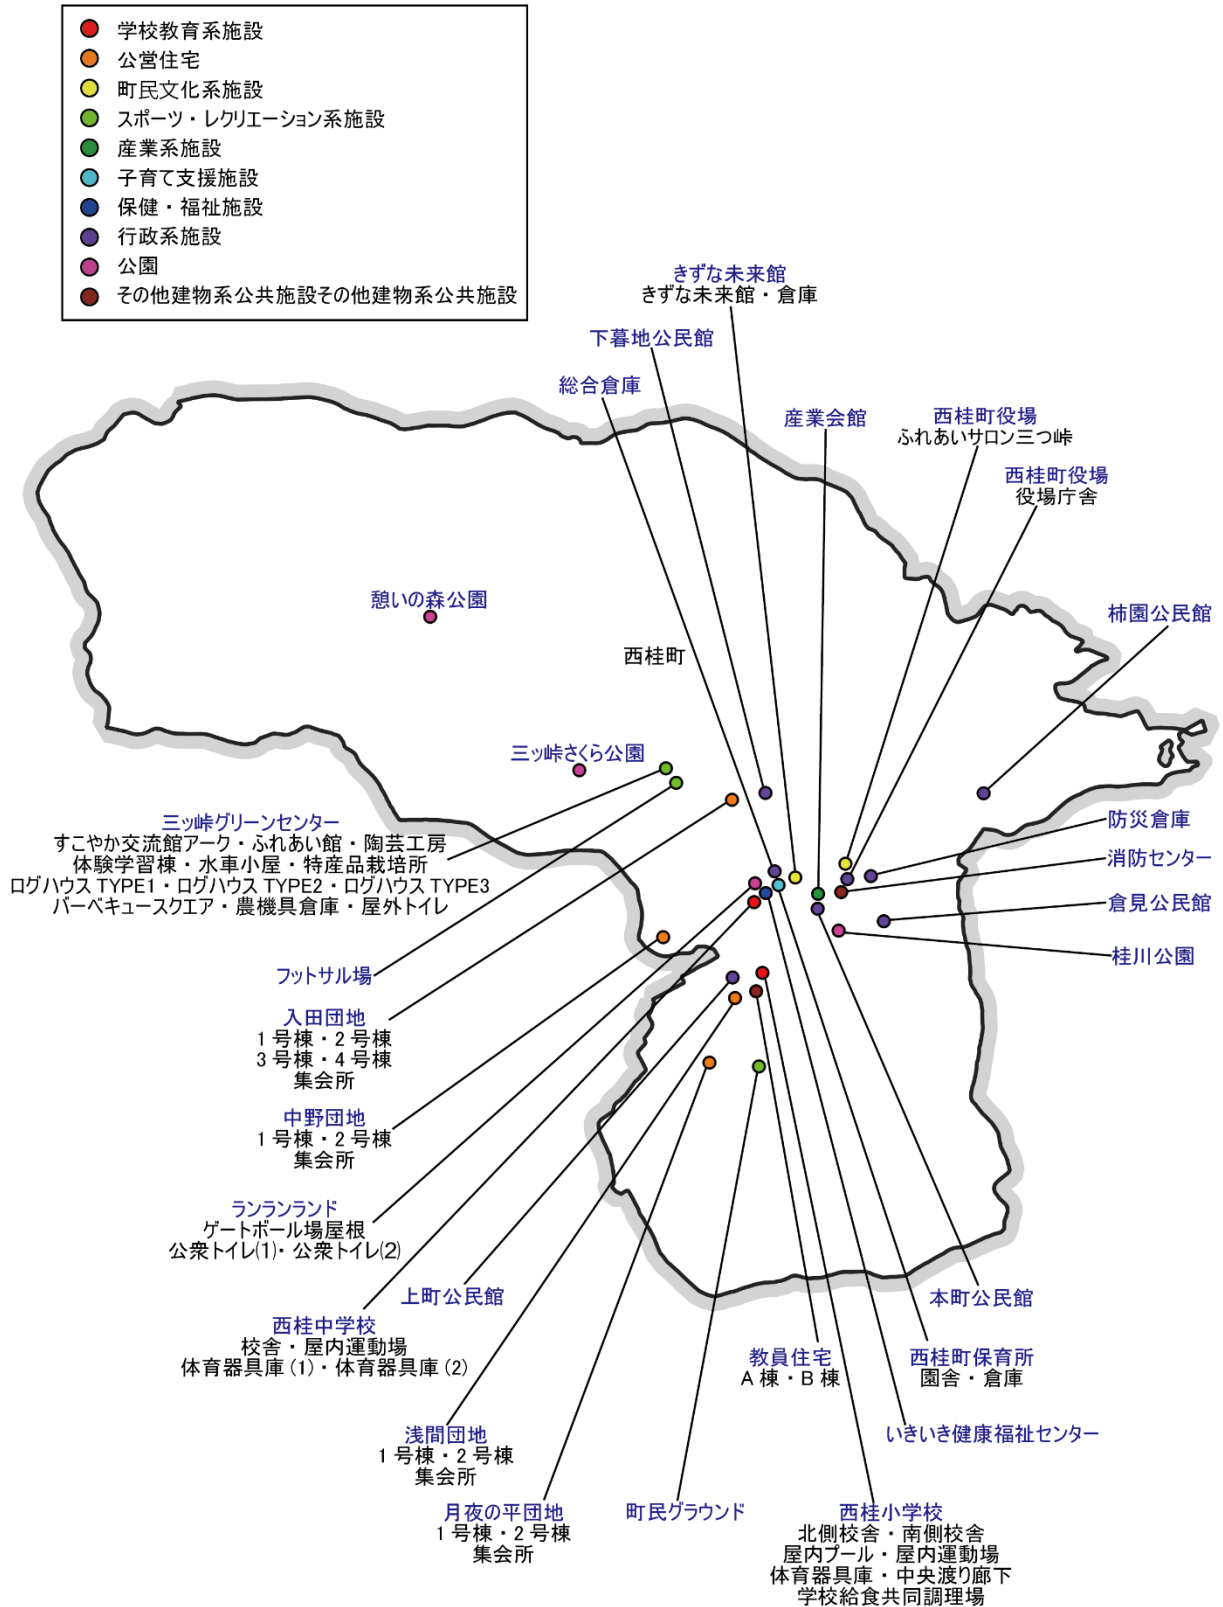 学校教育系施設
公営住宅
町民文化系施設
スポーツ・レクリエーション系施設
産業系施設
子育て支援施設
保健・福祉施設
行政系施設
公園
その他建物系公共施設その他建物系公共施設
きずな未来館
きずな未来館・倉庫
下暮地公民館
総合倉庫
産業会館
西桂町役場
ふれあいサロン三つ峠
西桂町役場
役場庁舎
憩いの森公園
柿園公民館
西桂町
三ッ峠さくら公園
三ッ峠グリーンセンター
すこやか交流館アーク・ふれあい館・陶芸工房
体験学習棟・水車小屋・特産品栽培所
ログハウス TYPE1・ログハウス TYPE2・ログハウス TYPE3
バーベキュースクエア・農機具倉庫・屋外トイレ
防災倉庫
消防センター
倉見公民館
桂川公園
フットサル場
入田団地
1 号棟・2 号棟
3 号棟・4 号棟
集会所
中野団地
1 号棟・2 号棟
集会所
ランランランド
ゲートボール場屋根
公衆トイレ(1)・公衆トイレ(2)
上町公民館
西桂中学校
校舎・屋内運動場
体育器具庫 (1)・体育器具庫 (2)
浅間団地
1 号棟・2 号棟
集会所
月夜の平団地
1 号棟・2 号棟
集会所
町民グラウンド
教員住宅
A 棟・B 棟
本町公民館
西桂町保育所
園舎・倉庫
いきいき健康福祉センター
西桂小学校
北側校舎・南側校舎
屋内プール・屋内運動場
体育器具庫・中央渡り廊下
学校給食共同調理場